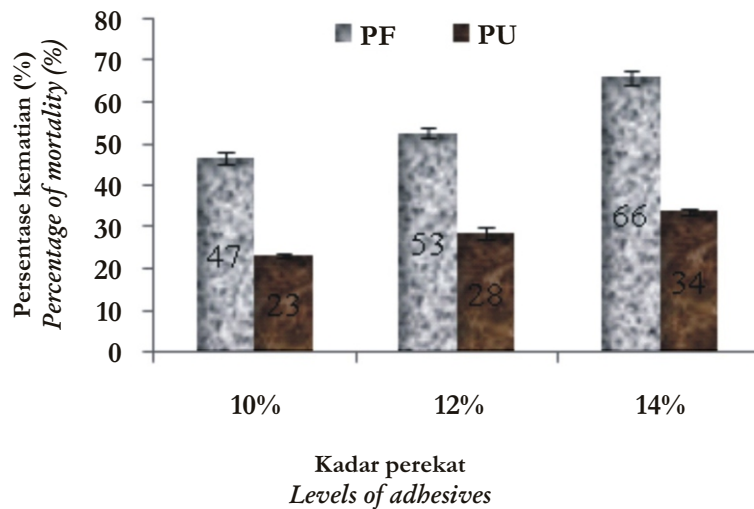 Persentase kematian (%)
Percentage of mortality (%)
80
70
60
50
40
30
20
10
0
PF PU
47 23 53 28 66 34
10% 12% 14%
Kadar perekat
Levels of adhesives